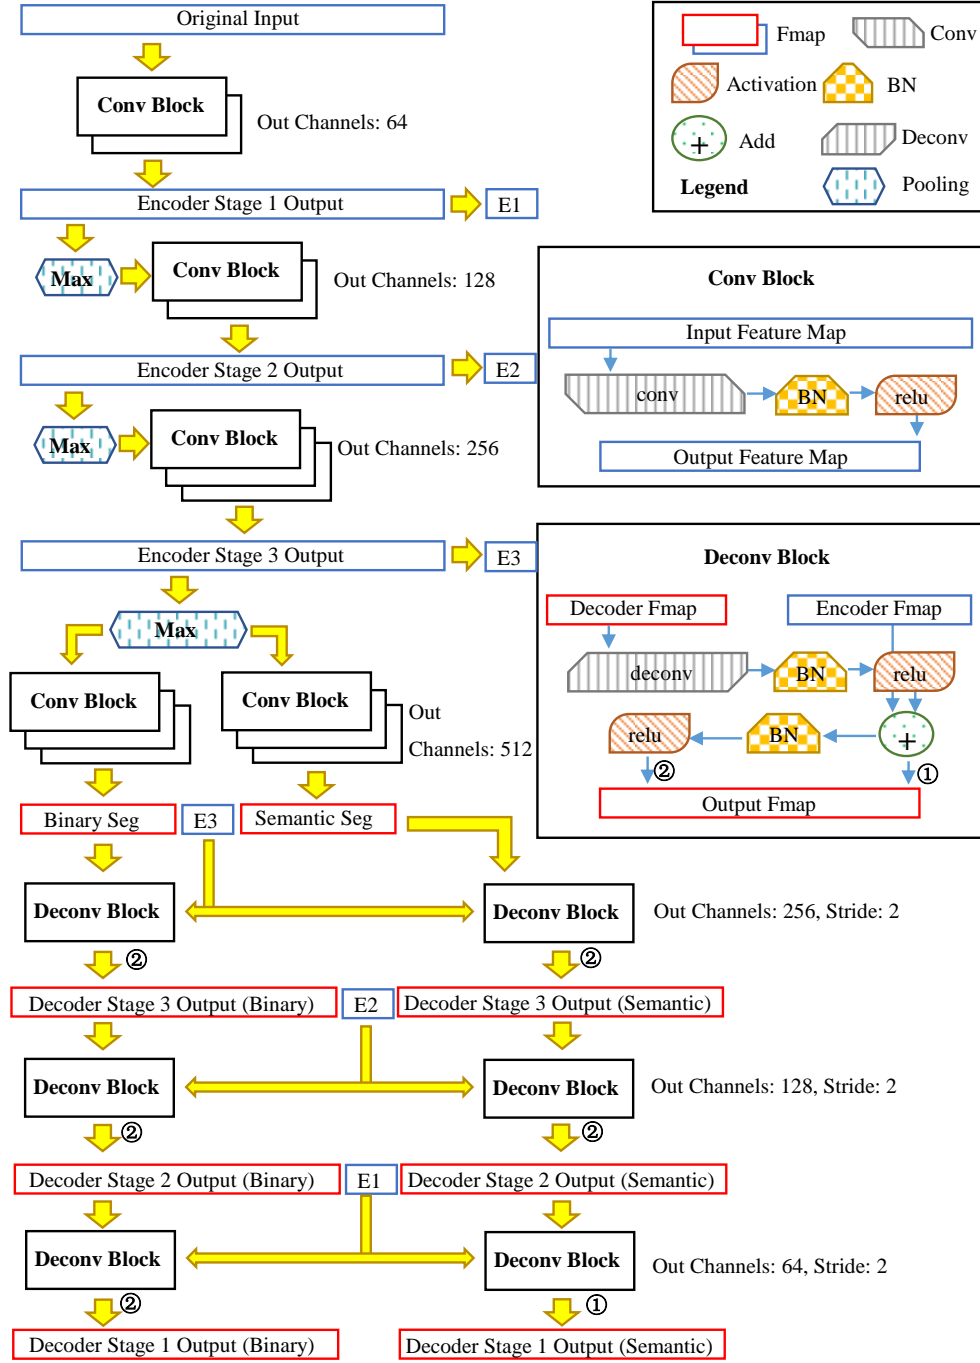 Original Input
Conv Block
Out Channels: 64
Encoder Stage 1 Output
E1
Max
Conv Block
Out Channels: 128
Encoder Stage 2 Output
E2
Max
Conv Block
Out Channels: 256
Encoder Stage 3 Output
E3
Max
Conv Block
Conv Block
Out
Channels: 512
Binary Seg
E3
Semantic Seg
Deconv Block
Deconv Block
Out Channels: 256, Stride: 2
②
②
Decoder Stage 3 Output (Binary)
E2
Decoder Stage 3 Output (Semantic)
Deconv Block
Deconv Block
Out Channels: 128, Stride: 2
②
②
Decoder Stage 2 Output (Binary)
E1
Decoder Stage 2 Output (Semantic)
Deconv Block
Deconv Block
Out Channels: 64, Stride: 2
②
①
Decoder Stage 1 Output (Binary)
Decoder Stage 1 Output (Semantic)
Fmap
Conv
Activation
BN
+
Add
Deconv
Legend
Pooling
Conv Block
Input Feature Map
conv
BN
relu
Output Feature Map
Deconv Block
Decoder Fmap
Encoder Fmap
deconv
BN
relu
relu
BN
+
②
①
Output Fmap